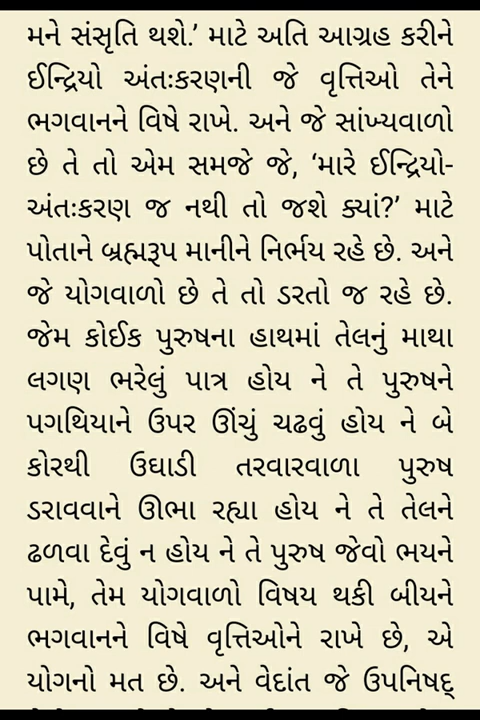 મને સંસૃતિ થશે.’ માટે અતિ આગ્રહ કરીને
ઈન્દ્રિયો અંતઃકરણની જે વૃત્તિઓ તેને
ભગવાનને વિષે રાખે. અને જે સાંખ્યવાળો
છે તે તો એમ સમજે જે, ‘મારે ઈન્દ્રિયો-
અંતઃકરણ જ નથી તો જશે ક્યાં?’ માટે
પોતાને બ્રહ્મરૂપ માનીને નિર્ભય રહે છે. અને
જે યોગવાળો છે તે તો ડરતો જ રહે છે.
જેમ કોઈક પુરુષના હાથમાં તેલનું માથા
લગણ ભરેલું પાત્ર હોય ને તે પુરુષને
પગથિયાને ઉપર ઊંચું ચઢવું હોય ને બે
કોરથી ઉઘાડી તરવારવાળા પુરુષ
ડરાવવાને ઊભા રહ્યા હોય ને તે તેલને
ઢળવા દેવું ન હોય ને તે પુરુષ જેવો ભયને
પામે, તેમ યોગવાળો વિષય થકી બીયને
ભગવાનને વિષે વૃત્તિઓને રાખે છે, એ
યોગનો મત છે. અને વેદાંત જે ઉપનિષદ્